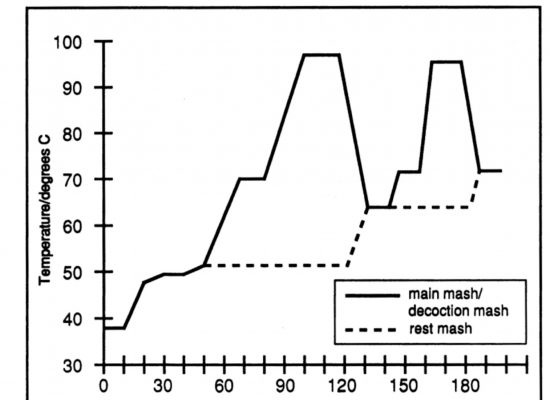 100
90
80
70
60
50
40
30
Temperature/degrees C
main mash/
decoction mash
rest mash
0 30 60 90 120 150 180